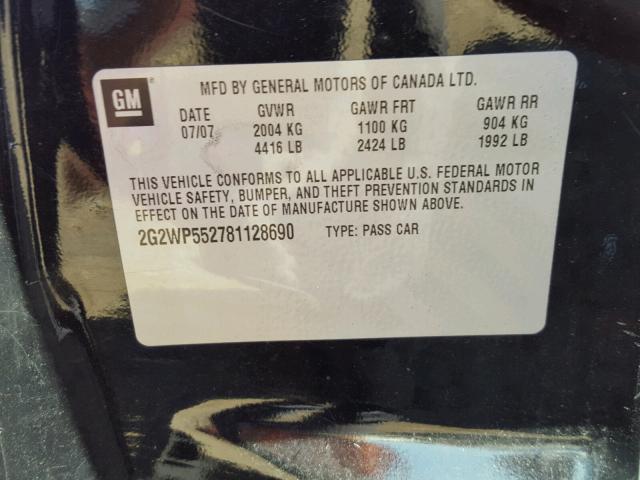 GM
MFD BY GENERAL MOTORS OF CANADA LTD.
DATE GVWR GAWR FRT GAWR RR
07/07 2004 KG 1100 KG 904 KG
4416 LB 2424 LB 1992 LB
THIS VEHICLE CONFORMS TO ALL APPLICABLE U.S. FEDERAL MOTOR
VEHICLE SAFETY, BUMPER, AND THEFT PREVENTION STANDARDS IN
EFFECT ON THE DATE OF MANUFACTURE SHOWN ABOVE.
2G2WP552781128690 TYPE: PASS CAR